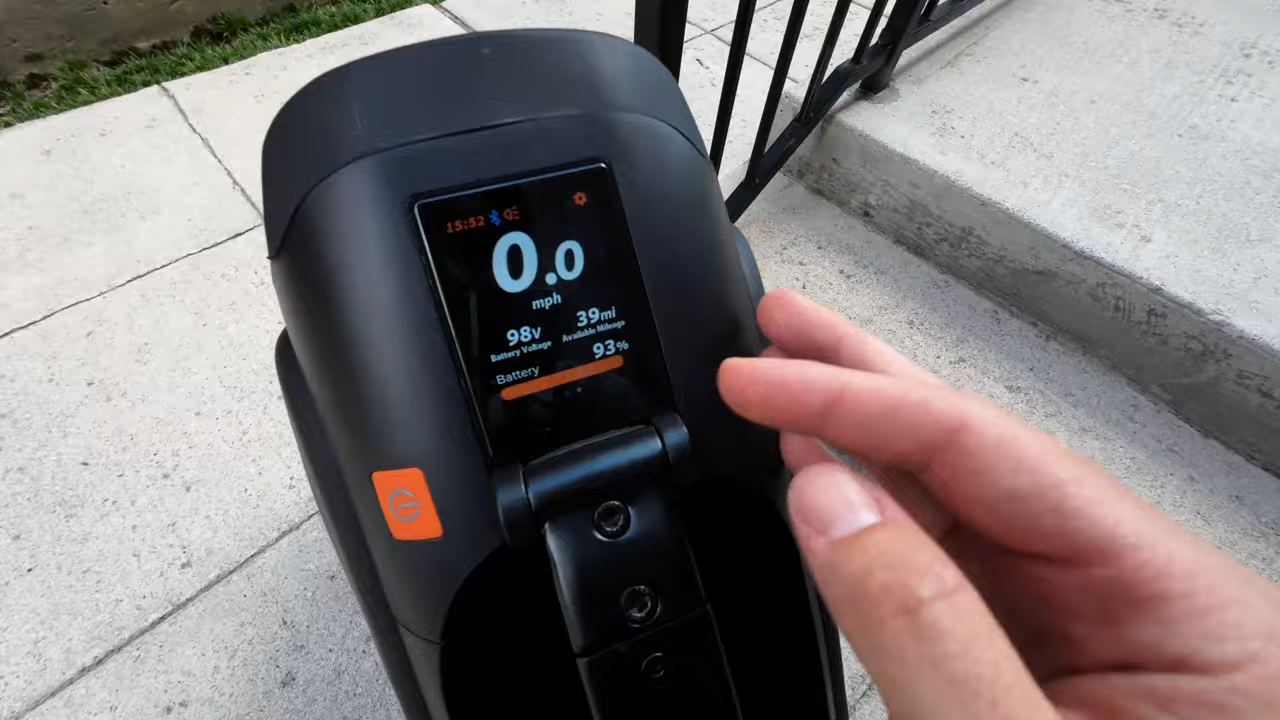 15:52
0.0
mph
98V
Battery Voltage
39mi
Available Mileage
93%
Battery